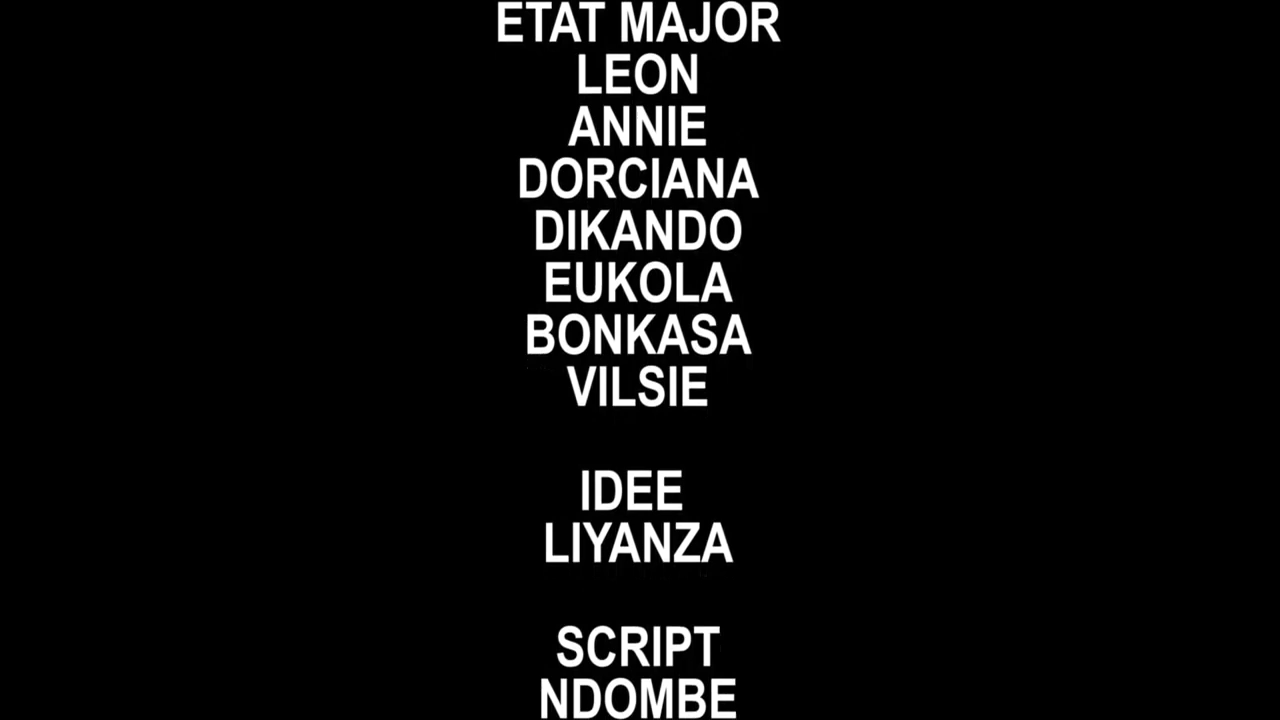 ETAT MAJOR
LEON
ANNIE
DORCIANA
DIKANDO
EUKOLA
BONKASA
VILSIE
IDEE
LIYANZA
SCRIPT
NDOMBE